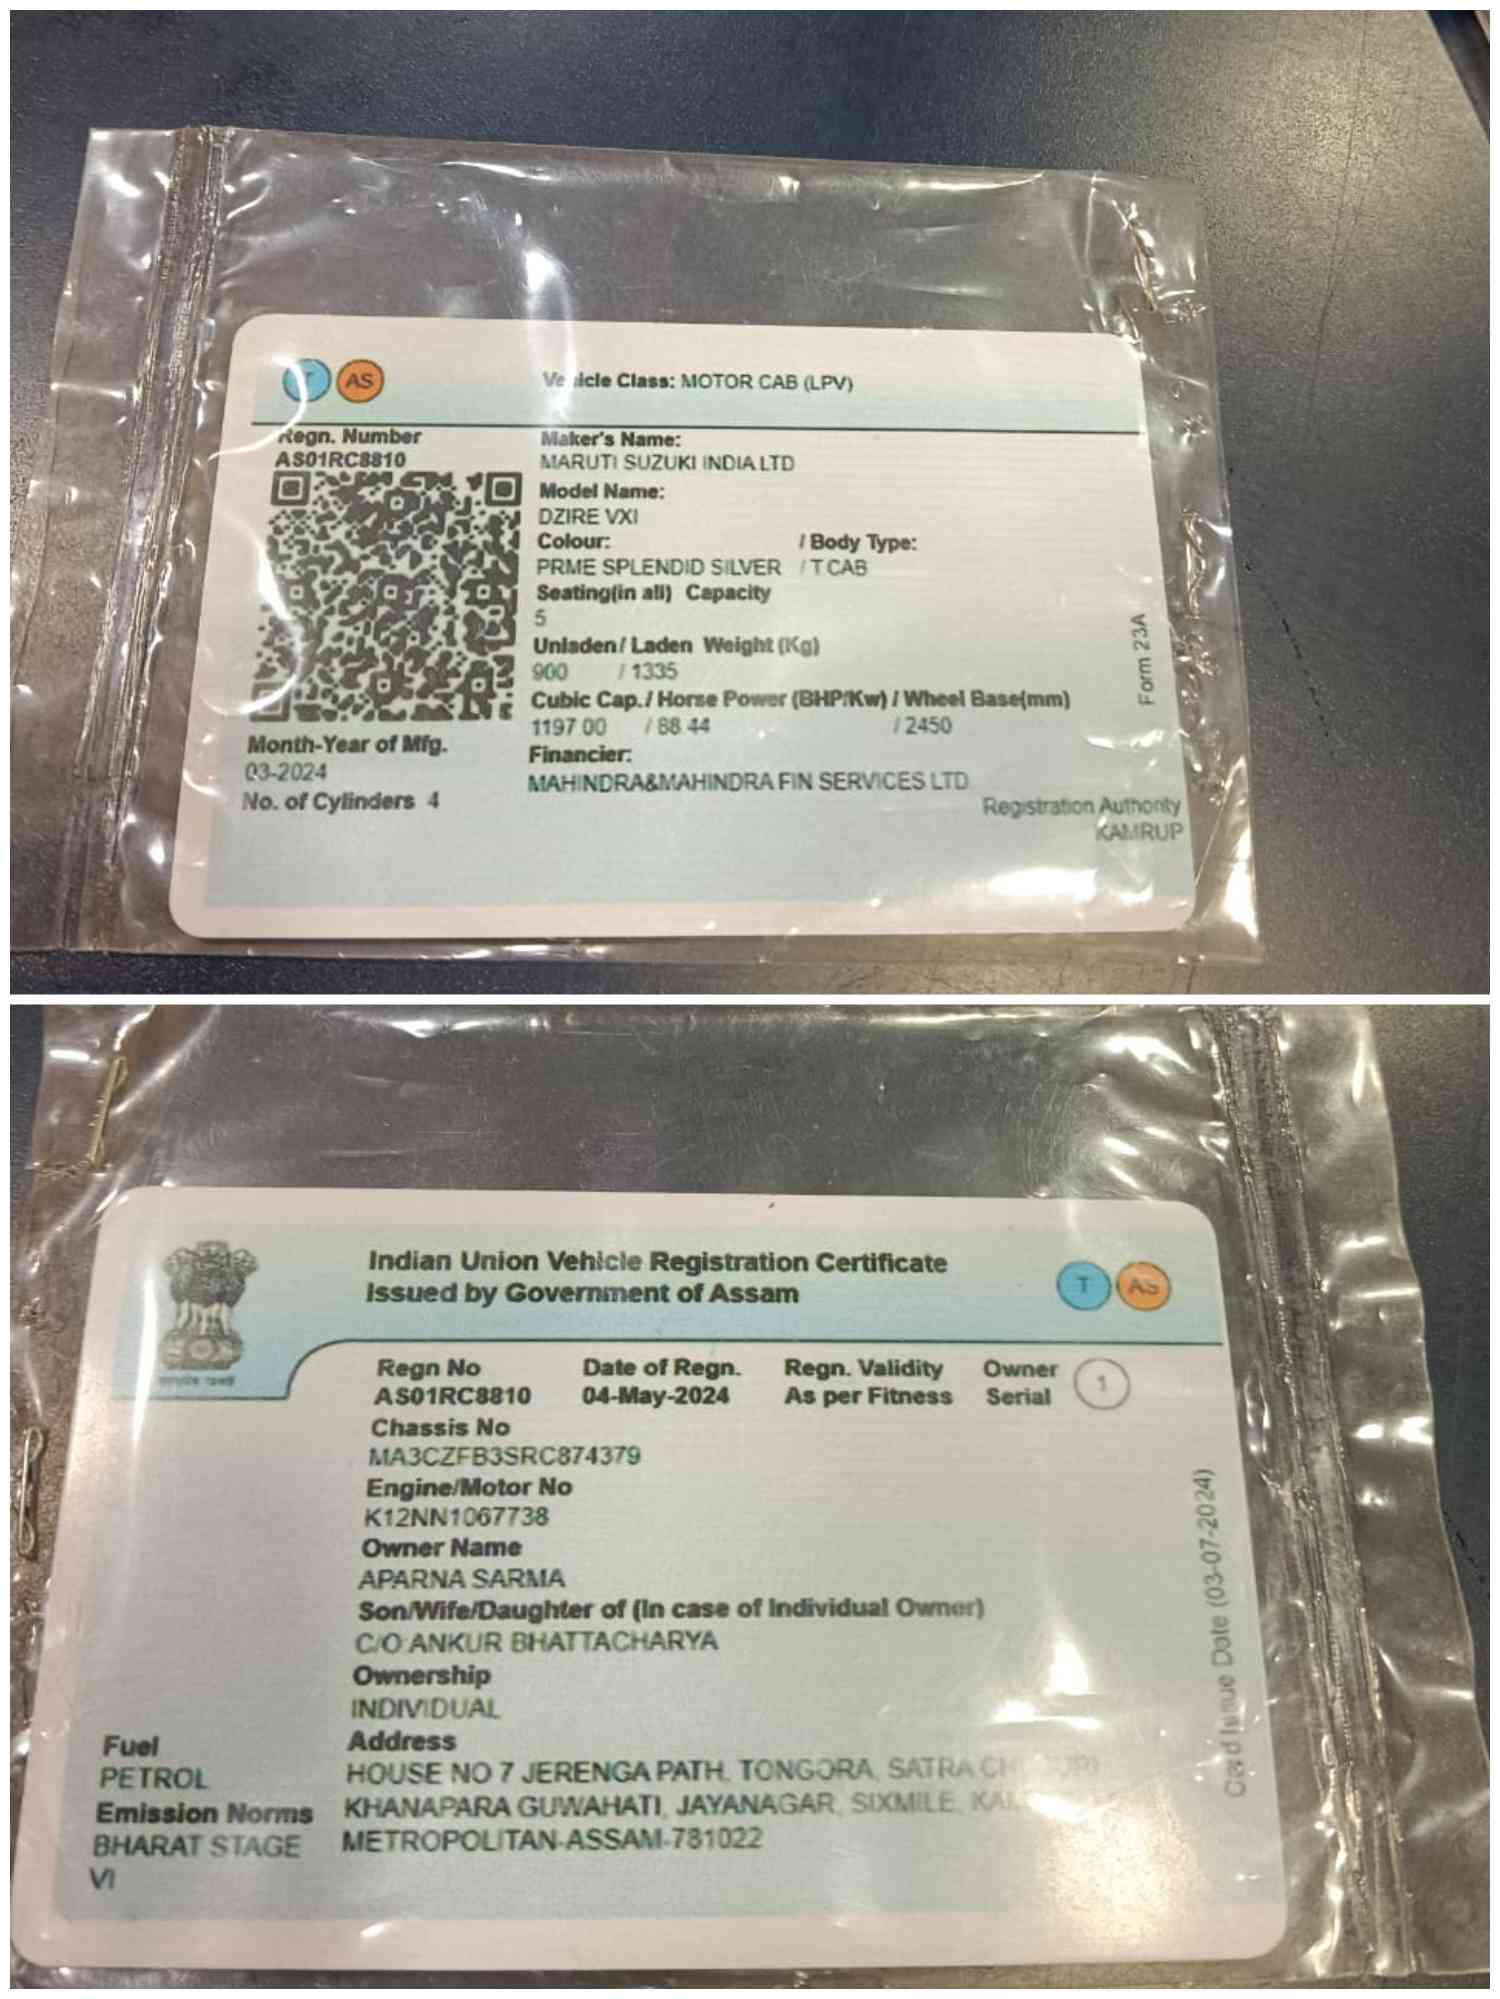 T AS
Vehicle Class: MOTOR CAB (LPV)
Regn. Number
AS01RC8810
Maker's Name:
MARUTI SUZUKI INDIA LTD
Model Name:
DZIRE VXI
Colour: / Body Type:
PRME SPLENDID SILVER / T CAB
Seating(in all) Capacity
5
Unladen / Laden Weight (Kg)
900 / 1335
Cubic Cap. / Horse Power (BHP/Kw) / Wheel Base(mm)
1197.00 / 88.44 / 2450
Financier:
MAHINDRA&MAHINDRA FIN SERVICES LTD
Month-Year of Mfg.
03-2024
No. of Cylinders 4
Form 23A
Registration Authority
KAMRUP
Indian Union Vehicle Registration Certificate
Issued by Government of Assam
T AS
Regn No Date of Regn. Regn. Validity Owner
AS01RC8810 04-May-2024 As per Fitness Serial 1
Chassis No
MA3CZFB3SRC874379
Engine/Motor No
K12NN1067738
Owner Name
APARNA SARMA
Son/Wife/Daughter of (In case of Individual Owner)
C/O ANKUR BHATTACHARYA
Ownership
INDIVIDUAL
Fuel
PETROL
Emission Norms
BHARAT STAGE
VI
Address
HOUSE NO 7 JERENGA PATH, TONGORA, SATRA
KHANAPARA GUWAHATI, JAYANAGAR, SIXMILE,
METROPOLITAN-ASSAM-781022
Card Issue Date (03-07-2024)